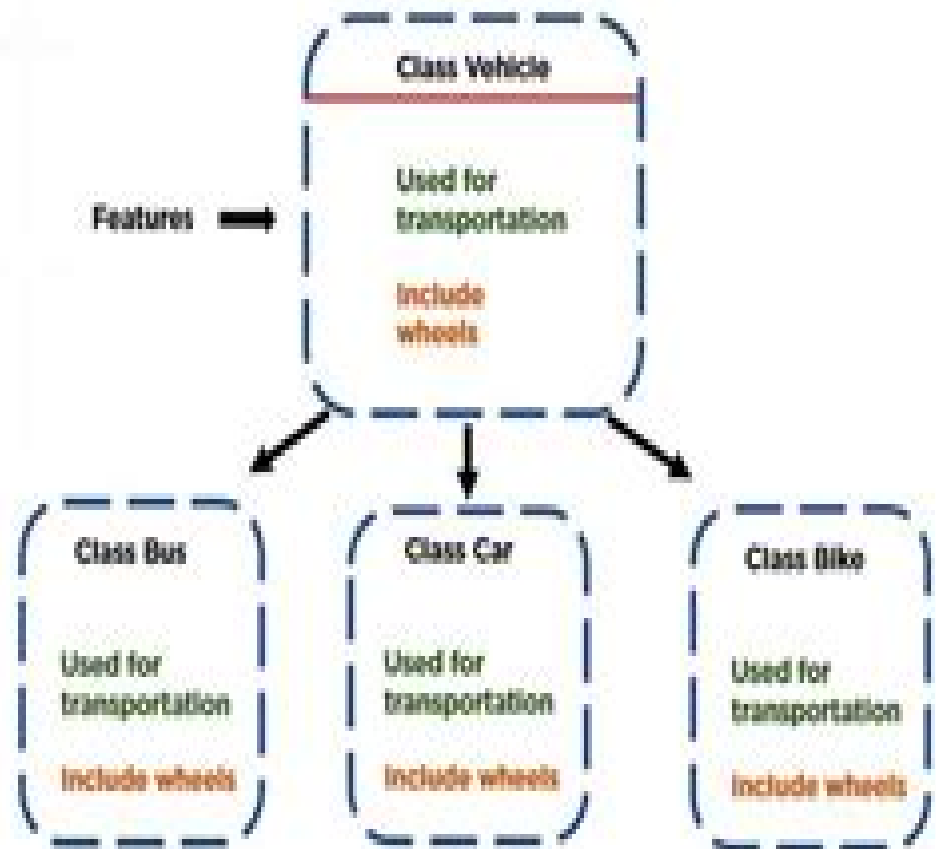 Class Vehicle
Features
Used for
transportation
Include
wheels
Class Bus
Used for
transportation
Include wheels
Class Car
Used for
transportation
Include wheels
Class Bike
Used for
transportation
Include wheels